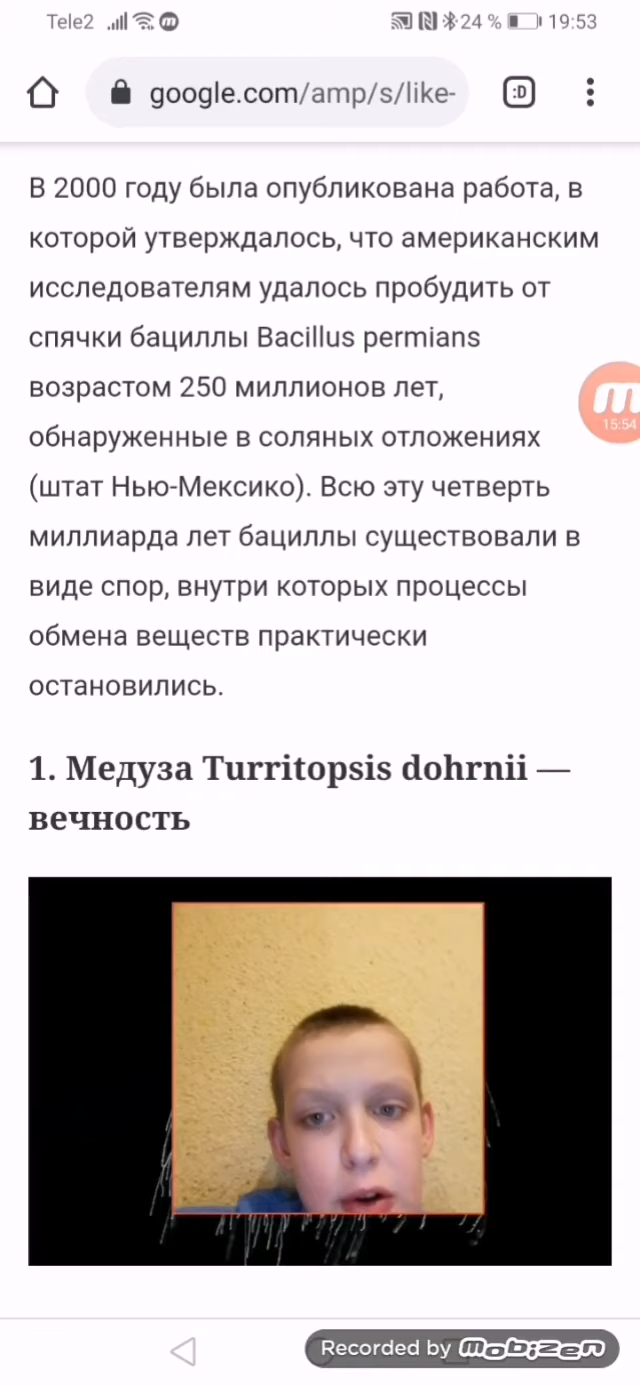 Tele2 24 % 19:53
google.com/amp/s/like- :D
В 2000 году была опубликована работа, в
которой утверждалось, что американским
исследователям удалось пробудить от
спячки бациллы Bacillus permians
возрастом 250 миллионов лет,
обнаруженные в соляных отложениях
(штат Нью-Мексико). Всю эту четверть
миллиарда лет бациллы существовали в
виде спор, внутри которых процессы
обмена веществ практически
остановились.
m
15:54
1. Медуза Turritopsis dohrnii —
вечность
Recorded by mobizen